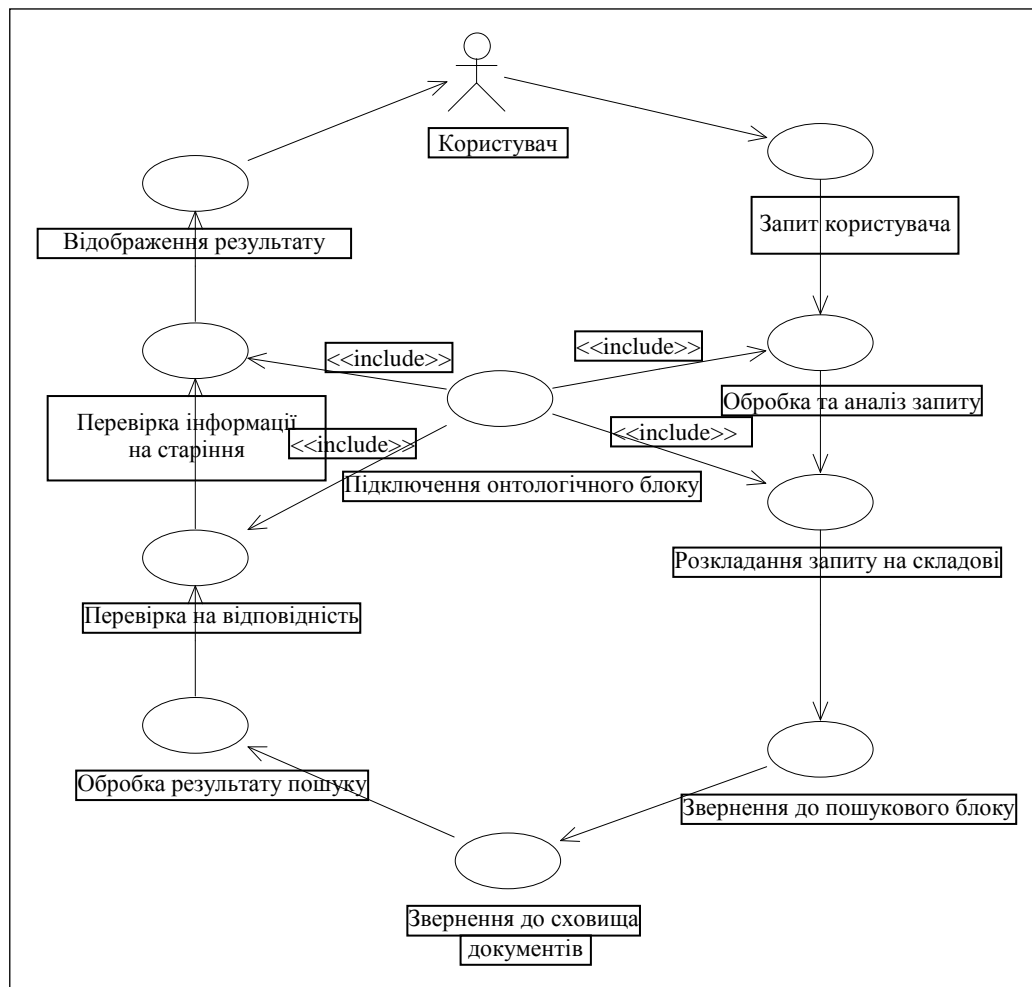 Користувач
Запит користувача
Відображення результату
<<include>>
<<include>>
Обробка та аналіз запиту
Перевірка інформації
на старіння
<<include>>
<<include>>
Підключення онтологічного блоку
Розкладання запиту на складові
Перевірка на відповідність
Обробка результату пошуку
Звернення до пошукового блоку
Звернення до сховища
документів